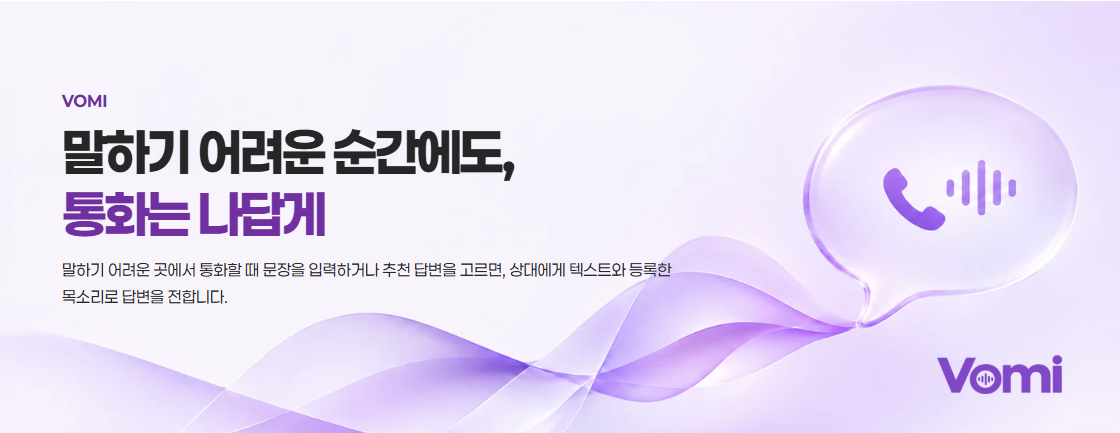 VOMI
말하기 어려운 순간에도,
통화는 나답게
말하기 어려운 곳에서 통화할 때 문장을 입력하거나 추천 답변을 고르면, 상대에게 텍스트와 등록한
목소리로 답변을 전합니다.
Vomi